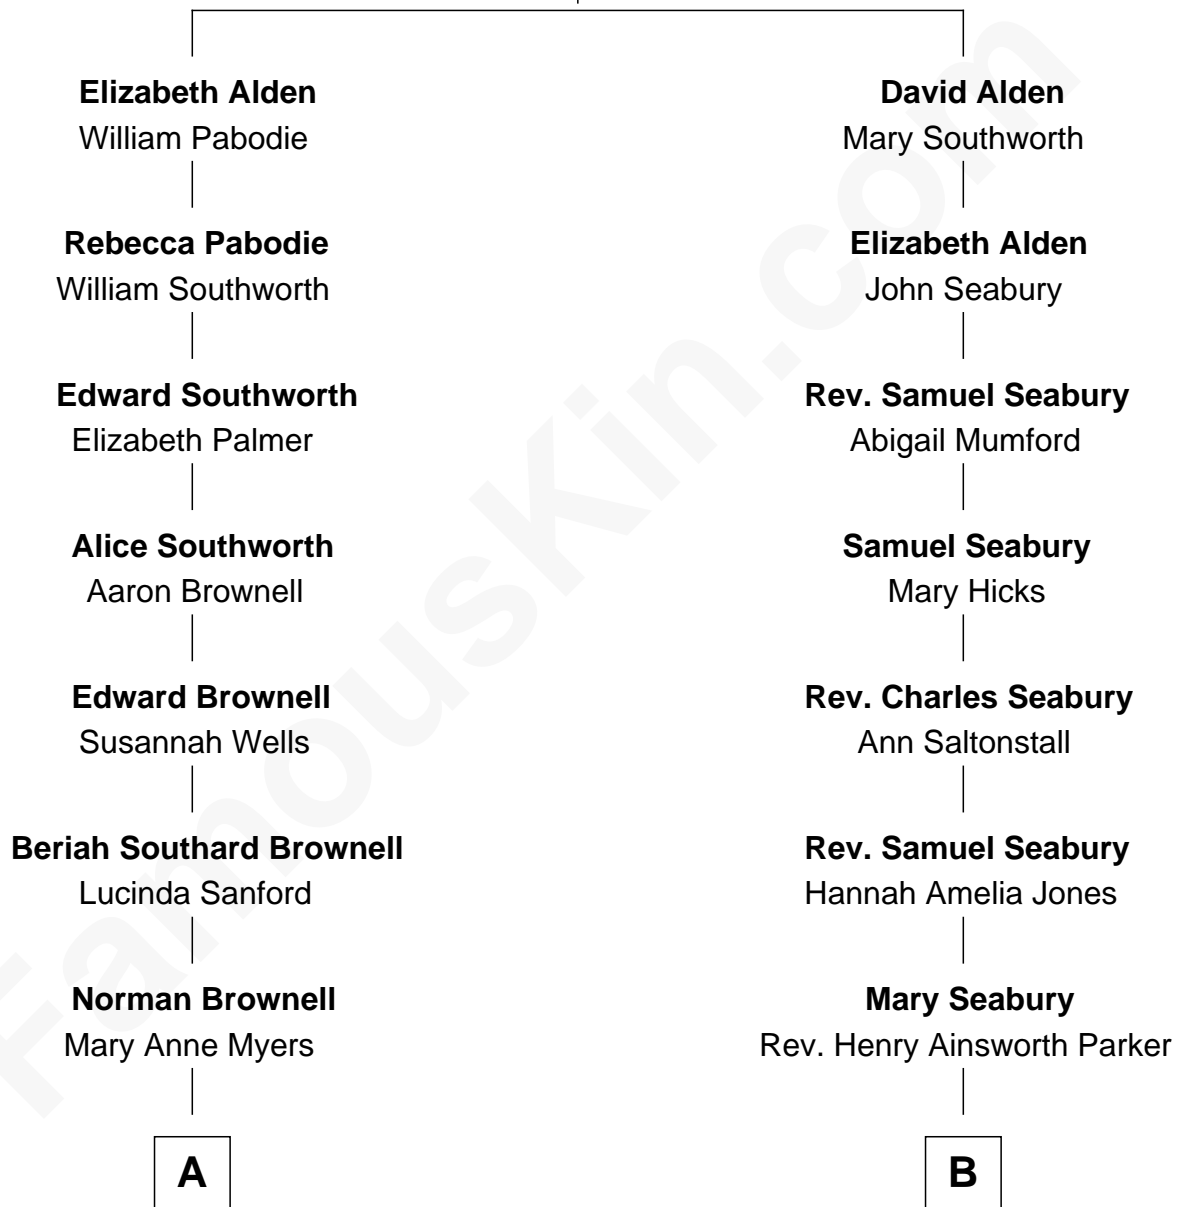 Elizabeth Alden
William Pabodie
David Alden
Mary Southworth
Rebecca Pabodie
William Southworth
Elizabeth Alden
John Seabury
Edward Southworth
Elizabeth Palmer
Rev. Samuel Seabury
Abigail Mumford
Alice Southworth
Aaron Brownell
Samuel Seabury
Mary Hicks
Edward Brownell
Susannah Wells
Rev. Charles Seabury
Ann Saltonstall
Beriah Southard Brownell
Lucinda Sanford
Rev. Samuel Seabury
Hannah Amelia Jones
Norman Brownell
Mary Anne Myers
Mary Seabury
Rev. Henry Ainsworth Parker
A
B
FamousKin.com